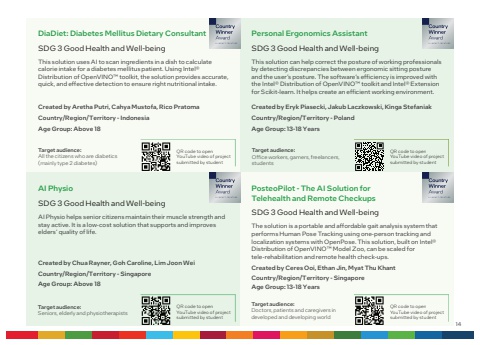 DiaDiet: Diabetes Mellitus Dietary Consultant
Country
Winner
Award
SDG 3 Good Health and Well-being
This solution uses AI to scan ingredients in a dish to calculate
calorie intake for a diabetes mellitus patient. Using Intel®
Distribution of OpenVINO™ toolkit, the solution provides accurate,
quick, and effective detection to ensure right nutritional intake.
Created by Aretha Putri, Cahya Mustofa, Rico Pratoma
Country/Region/Territory - Indonesia
Age Group: Above 18
Target audience:
All the citizens who are diabetics
(mainly type 2 diabetes)
QR code to open
YouTube video of project
submitted by student
Personal Ergonomics Assistant
Country
Winner
Award
SDG 3 Good Health and Well-being
This solution can help correct the posture of working professionals
by detecting discrepancies between ergonomic sitting posture
and the user's posture. The software's efficiency is improved with
the Intel® Distribution of OpenVINO™ toolkit and Intel® Extension
for Scikit-learn. It helps create an efficient working environment.
Created by Eryk Piasecki, Jakub Laczkowski, Kinga Stefaniak
Country/Region/Territory - Poland
Age Group: 13-18 Years
Target audience:
Office workers, gamers, freelancers,
students
QR code to open
YouTube video of project
submitted by student
AI Physio
Country
Winner
Award
SDG 3 Good Health and Well-being
AI Physio helps senior citizens maintain their muscle strength and
stay active. It is a low-cost solution that supports and improves
elders' quality of life.
Created by Chua Rayner, Goh Caroline, Lim Joon Wei
Country/Region/Territory - Singapore
Age Group: Above 18
Target audience:
Seniors, elderly and physiotherapists
QR code to open
YouTube video of project
submitted by student
PosteoPilot - The AI Solution for
Telehealth and Remote Checkups
Country
Winner
Award
SDG 3 Good Health and Well-being
The solution is a portable and affordable gait analysis system that
performs Human Pose Tracking using one-person tracking and
localization systems with OpenPose. This solution, built on Intel®
Distribution of OpenVINO™ Model Zoo, can be scaled for
tele-rehabilitation and remote health check-ups.
Created by Ceres Ooi, Ethan Jin, Myat Thu Khant
Country/Region/Territory - Singapore
Age Group: 13-18 Years
Target audience:
Doctors, patients and caregivers in
developed and developing world
QR code to open
YouTube video of project
submitted by student
14